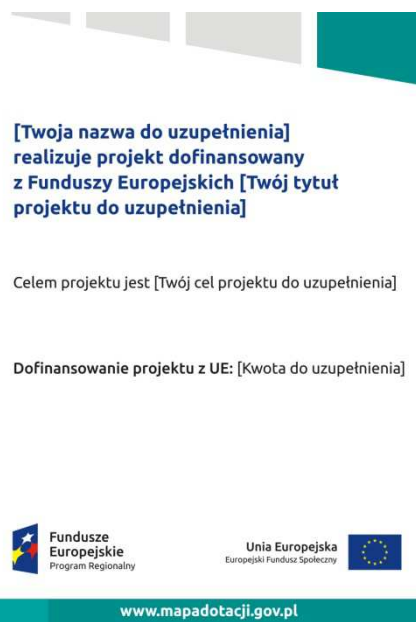 [Twoja nazwa do uzupełnienia]
realizuje projekt dofinansowany
z Funduszy Europejskich [Twój tytuł
projektu do uzupełnienia]
Celem projektu jest [Twój cel projektu do uzupełnienia]
Dofinansowanie projektu z UE: [Kwota do uzupełnienia]
Fundusze
Europejskie
Program Regionalny
Unia Europejska
Europejski Fundusz Społeczny
www.mapadotacji.gov.pl